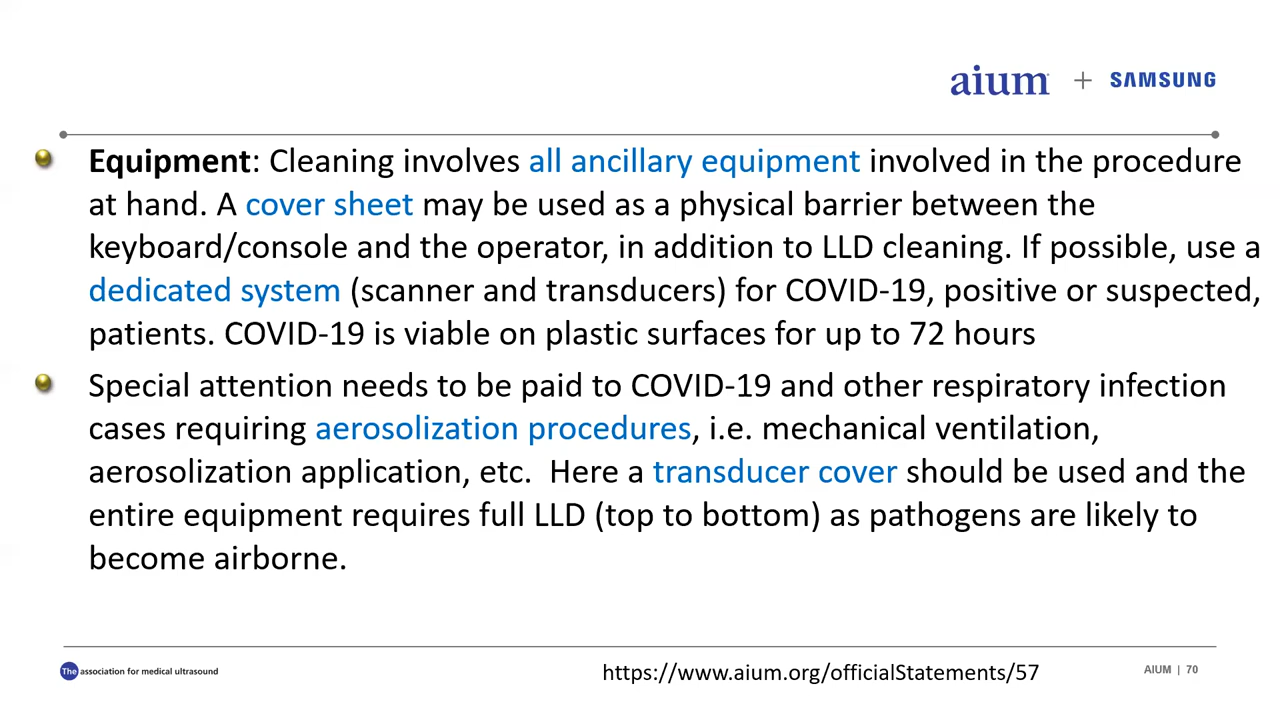 aium + SAMSUNG
Equipment: Cleaning involves all ancillary equipment involved in the procedure
at hand. A cover sheet may be used as a physical barrier between the
keyboard/console and the operator, in addition to LLD cleaning. If possible, use a
dedicated system (scanner and transducers) for COVID-19, positive or suspected,
patients. COVID-19 is viable on plastic surfaces for up to 72 hours
Special attention needs to be paid to COVID-19 and other respiratory infection
cases requiring aerosolization procedures, i.e. mechanical ventilation,
aerosolization application, etc.  Here a transducer cover should be used and the
entire equipment requires full LLD (top to bottom) as pathogens are likely to
become airborne.
The association for medical ultrasound
https://www.aium.org/officialStatements/57
AIUM | 70